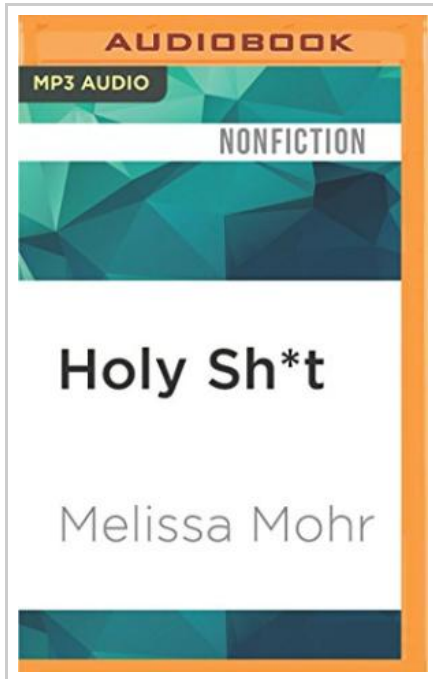 AUDIOBOOK
MP3 AUDIO
NONFICTION
Holy Sh*t
Melissa Mohr